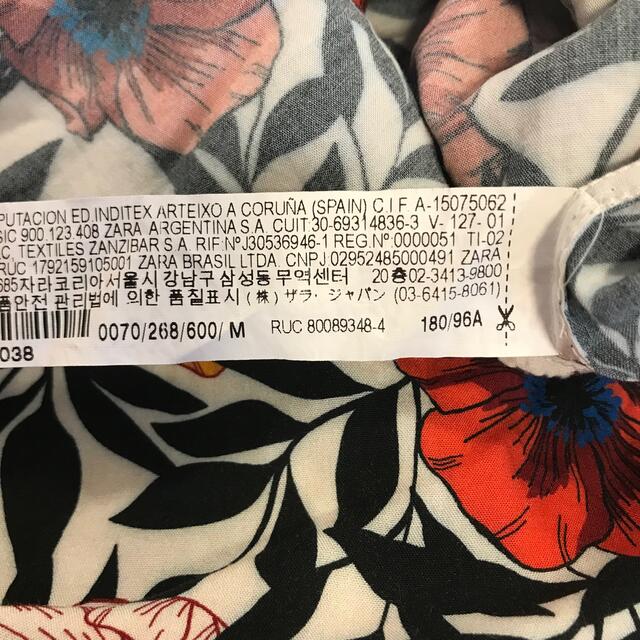 PUTACION ED INDITEX ARTEIXO A CORUÑA (SPAIN) C I F A-15075062
SIC 900 123 408 ZARA ARGENTINA S.A. CUIT:30-69314836-3 V- 127- 01
C. TEXTILES ZANZIBAR S.A. RIF NºJ30536946-1 REG.Nº 0000051 TI-02
RUC 1792159105001 ZARA BRASIL LTDA. CNPJ 02952485000491 ZARA
685자라코리아서울시 강남구 삼성동 무역센터 20층02-3413-9800
품안전 관리법에 의한 품질표시 (株) ザラ・ジャパン (03-6415-8061)
0070/268/600/ M RUC 80089348-4 180/96A
038